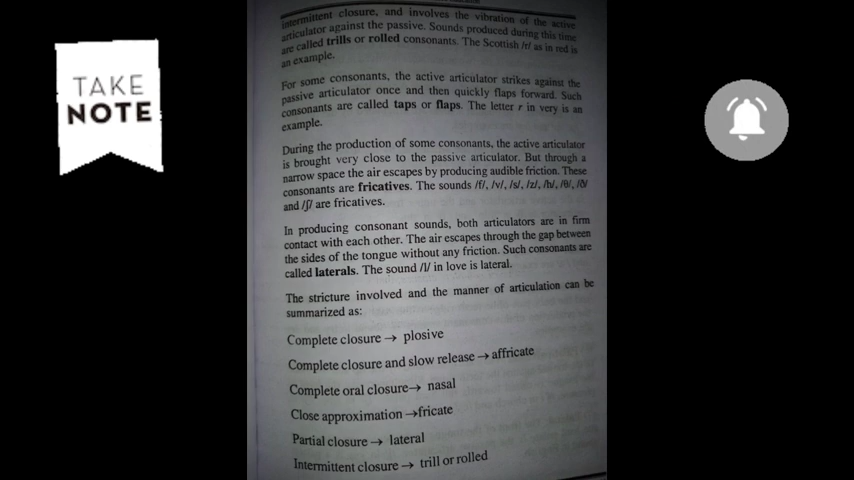 TAKE
NOTE
intermittent closure, and involves the vibration of the active
articulator against the passive. Sounds produced during this time
are called trills or rolled consonants. The Scottish /r/ as in red is
an example.
For some consonants, the active articulator strikes against the
passive articulator once and then quickly flaps forward. Such
consonants are called taps or flaps. The letter r in very is an
example.
During the production of some consonants, the active articulator
is brought very close to the passive articulator. But through a
narrow space the air escapes by producing audible friction. These
consonants are fricatives. The sounds /f/, /v/, /s/, /z/, /h/, /θ/, /ð/
and /ʃ/ are fricatives.
In producing consonant sounds, both articulators are in firm
contact with each other. The air escapes through the gap between
the sides of the tongue without any friction. Such consonants are
called laterals. The sound /l/ in love is lateral.
The stricture involved and the manner of articulation can be
summarized as:
Complete closure → plosive
Complete closure and slow release → affricate
Complete oral closure→ nasal
Close approximation →fricate
Partial closure → lateral
Intermittent closure → trill or rolled